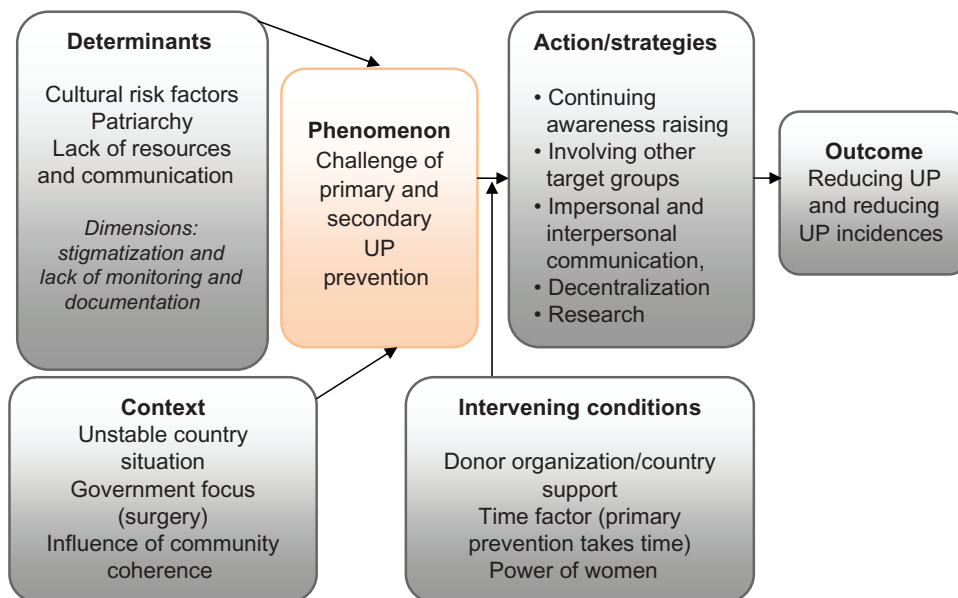 Determinants
Cultural risk factors
Patriarchy
Lack of resources
and communication
Dimensions:
stigmatization and
lack of monitoring and
documentation
Phenomenon
Challenge of
primary and
secondary
UP
prevention
Action/strategies
• Continuing
awareness raising
• Involving other
target groups
• Impersonal and
interpersonal
communication,
• Decentralization
• Research
Outcome
Reducing UP
and reducing
UP incidences
Context
Unstable country
situation
Government focus
(surgery)
Influence of community
coherence
Intervening conditions
Donor organization/country
support
Time factor (primary
prevention takes time)
Power of women